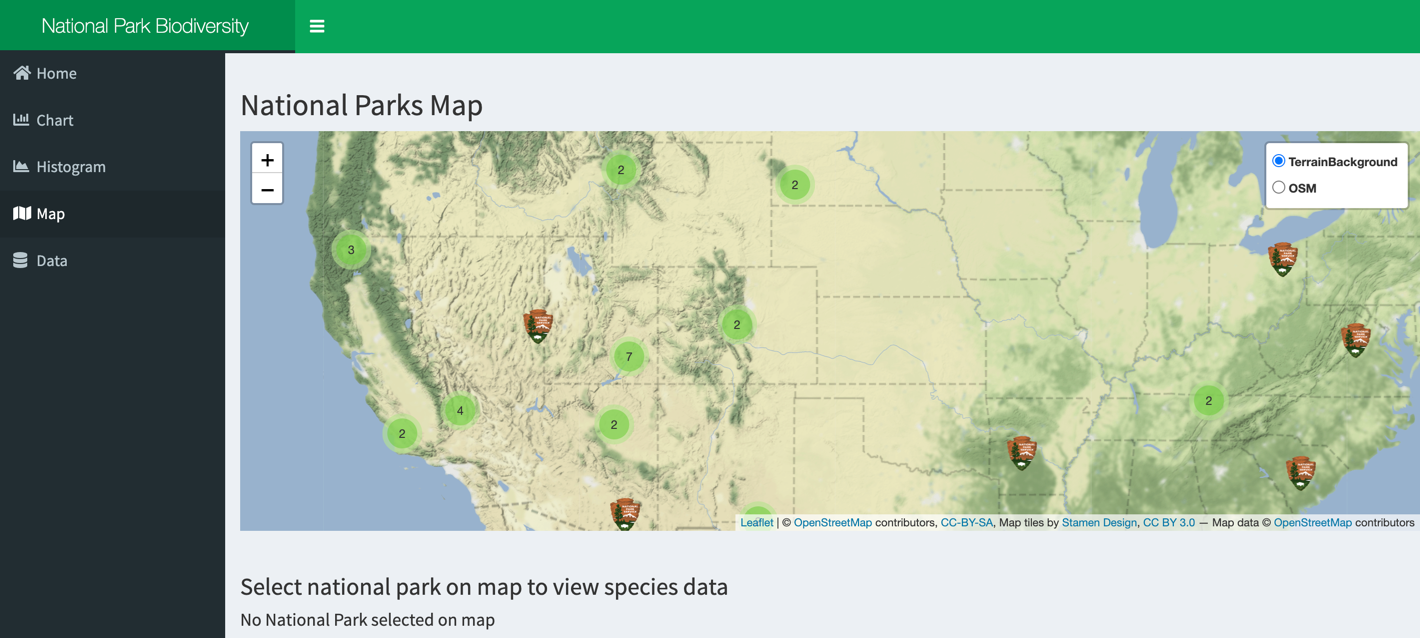 National Park Biodiversity
Home
Chart
Histogram
Map
Data
National Parks Map
+
−
TerrainBackground
OSM
2
2
3
2
7
4
2
2
2
Leaflet | © OpenStreetMap contributors, CC-BY-SA, Map tiles by Stamen Design, CC BY 3.0 — Map data © OpenStreetMap contributors
Select national park on map to view species data
No National Park selected on map